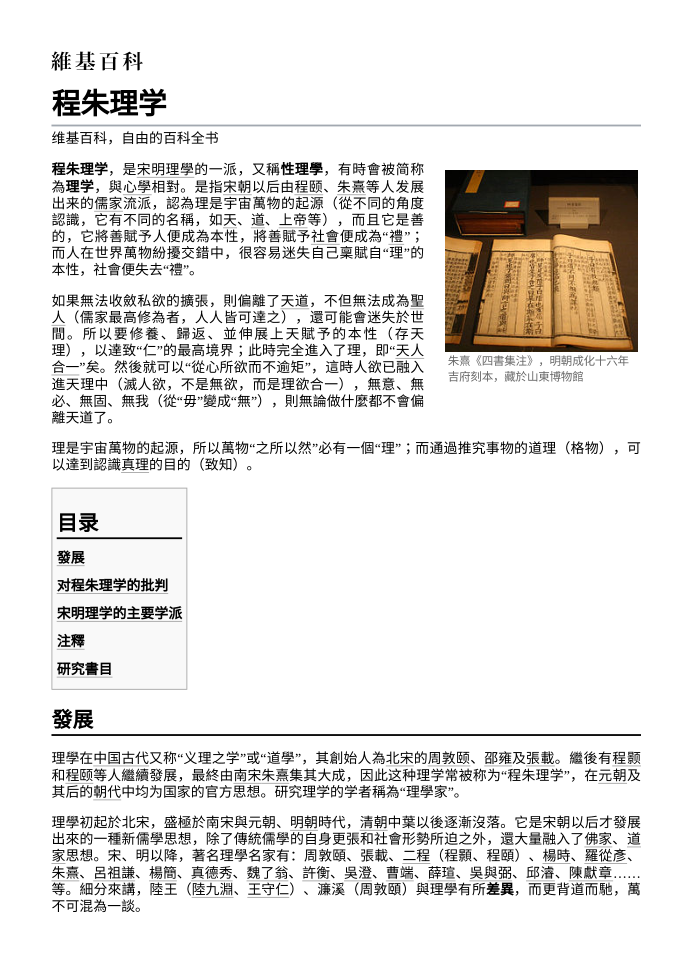 維基百科
程朱理学
维基百科，自由的百科全书
程朱理学，是宋明理學的一派，又稱性理學，有時會被简称
為理学，與心學相對。是指宋朝以后由程颐、朱熹等人发展
出来的儒家流派，認為理是宇宙萬物的起源（從不同的角度
認識，它有不同的名稱，如天、道、上帝等），而且它是善
的，它將善賦予人便成為本性，將善賦予社會便成為“禮”；
而人在世界萬物紛擾交錯中，很容易迷失自己稟賦自“理”的
本性，社會便失去“禮”。
如果無法收斂私欲的擴張，則偏離了天道，不但無法成為聖
人（儒家最高修為者，人人皆可達之），還可能會迷失於世
間。所以要修養、歸返、並伸展上天賦予的本性（存天
理），以達致“仁”的最高境界；此時完全進入了理，即“天人
合一”矣。然後就可以“從心所欲而不逾矩”，這時人欲已融入
進天理中（滅人欲，不是無欲，而是理欲合一），無意、無
必、無固、無我（從“毋”變成“無”），則無論做什麼都不會偏
離天道了。
朱熹《四書集注》，明朝成化十六年
吉府刻本，藏於山東博物館
理是宇宙萬物的起源，所以萬物“之所以然”必有一個“理”；而通過推究事物的道理（格物），可
以達到認識真理的目的（致知）。
目录
發展
对程朱理学的批判
宋明理学的主要学派
注釋
研究書目
發展
理學在中国古代又称“义理之学”或“道學”，其創始人為北宋的周敦颐、邵雍及張載。繼後有程颢
和程颐等人繼續發展，最終由南宋朱熹集其大成，因此这种理学常被称为“程朱理学”，在元朝及
其后的朝代中均为国家的官方思想。研究理学的学者稱為“理學家”。
理學初起於北宋，盛極於南宋與元朝、明朝時代，清朝中葉以後逐漸沒落。它是宋朝以后才發展
出來的一種新儒學思想，除了傳統儒學的自身更張和社會形勢所迫之外，還大量融入了佛家、道
家思想。宋、明以降，著名理學名家有：周敦頤、張載、二程（程顥、程頤）、楊時、羅從彥、
朱熹、呂祖謙、楊簡、真德秀、魏了翁、許衡、吳澄、曹端、薛瑄、吳與弼、邱濬、陳獻章……
等。細分來講，陸王（陸九淵、王守仁）、濂溪（周敦頤）與理學有所差異，而更背道而馳，萬
不可混為一談。